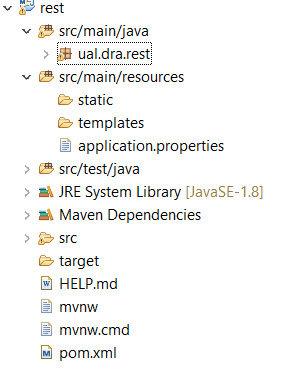 rest
src/main/java
ual.dra.rest
src/main/resources
static
templates
application.properties
src/test/java
JRE System Library [JavaSE-1.8]
Maven Dependencies
src
target
HELP.md
mvnw
mvnw.cmd
pom.xml